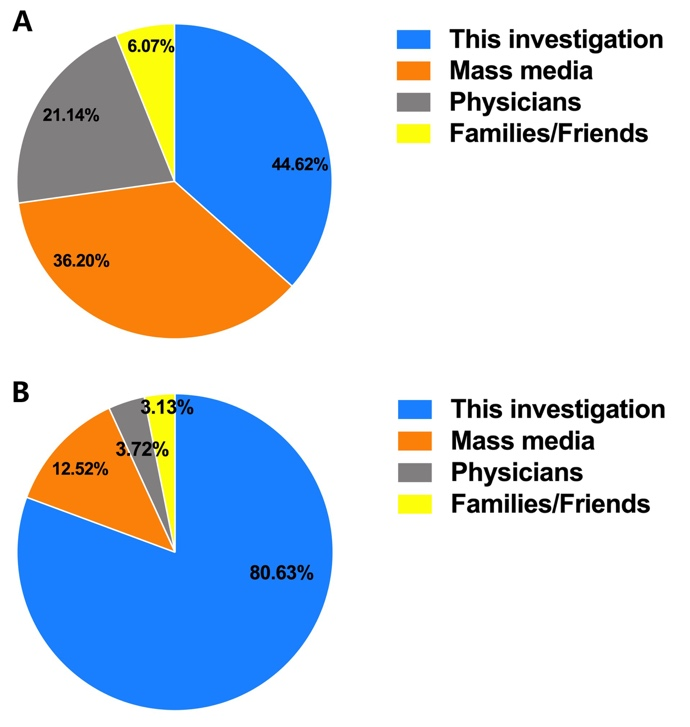 A
This investigation
Mass media
Physicians
Families/Friends
6.07%
21.14%
44.62%
36.20%
B
This investigation
Mass media
Physicians
Families/Friends
3.13%
3.72%
12.52%
80.63%